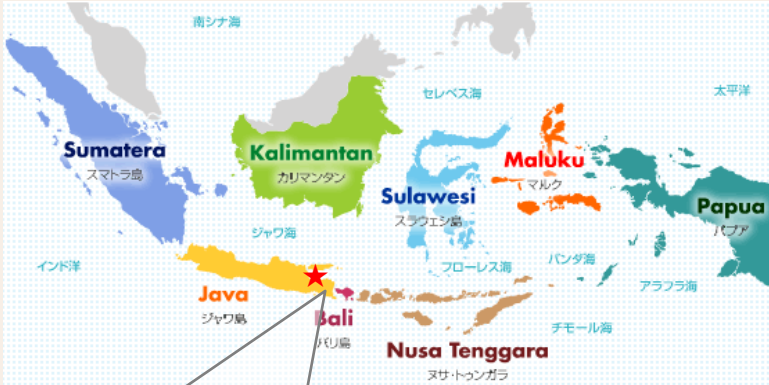 南シナ海
セレベス海
太平洋
Sumatera
スマトラ島
Kalimantan
カリマンタン
Maluku
マルク
Sulawesi
スラウェシ島
Papua
パプア
ジャワ海
インド洋
フローレス海
バンダ海
アラフラ海
Java
ジャワ島
Bali
バリ島
チモール海
Nusa Tenggara
ヌサ・トゥンガラ